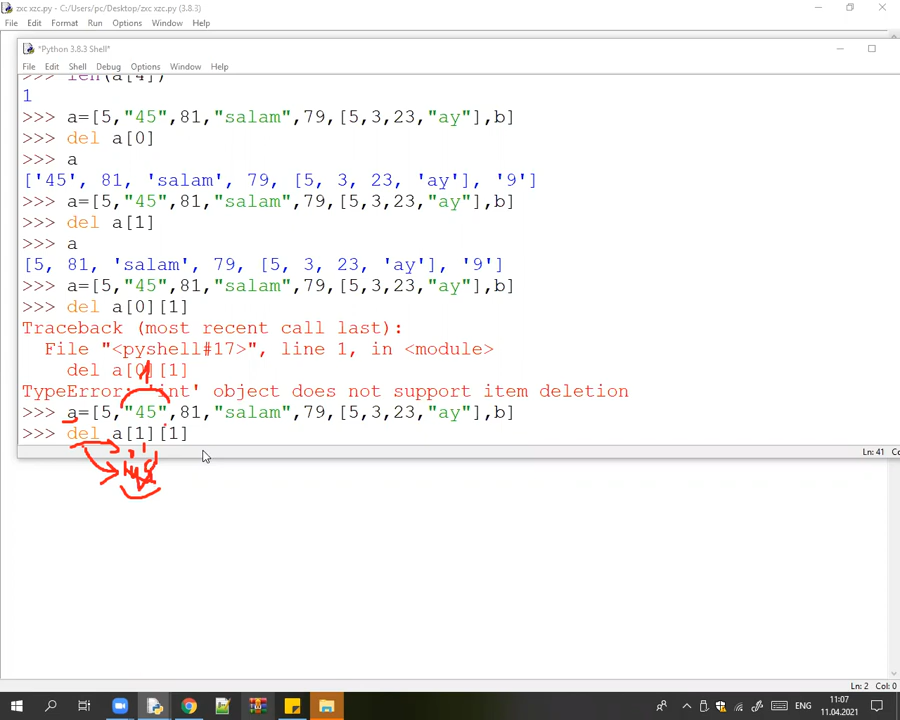 zxc xzc.py - C:/Users/pc/Desktop/zxc xzc.py (3.8.3)
File Edit Format Run Options Window Help
*Python 3.8.3 Shell*
File Edit Shell Debug Options Window Help
>>> len(a[4])
1
>>> a=[5,"45",81,"salam",79,[5,3,23,"ay"],b]
>>> del a[0]
>>> a
['45', 81, 'salam', 79, [5, 3, 23, 'ay'], '9']
>>> a=[5,"45",81,"salam",79,[5,3,23,"ay"],b]
>>> del a[1]
>>> a
[5, 81, 'salam', 79, [5, 3, 23, 'ay'], '9']
>>> a=[5,"45",81,"salam",79,[5,3,23,"ay"],b]
>>> del a[0][1]
Traceback (most recent call last):
File "<pyshell#17>", line 1, in <module>
del a[0][1]
TypeError: 'int' object does not support item deletion
>>> a=[5,"45",81,"salam",79,[5,3,23,"ay"],b]
>>> del a[1][1]
Ln: 41 Co
Ln: 2 Col: 0
ENG
11:07
11.04.2021